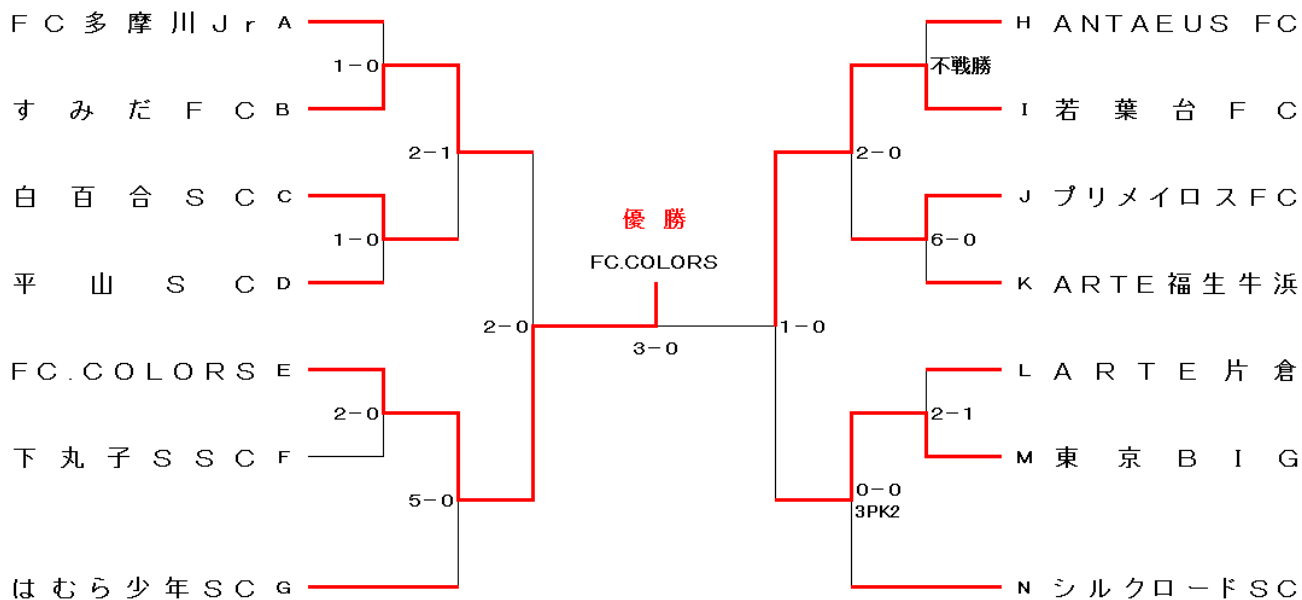 FC多摩川Jr A
1-0
すみだFC B
2-1
白百合SC C
1-0
平山SC D
2-0
FC.COLORS E
2-0
下丸子SSC F
5-0
はむら少年SC G
優勝
FC.COLORS
3-0
H ANTAEUS FC
不戦勝
I 若葉台FC
2-0
J プリメイロスFC
6-0
K ARTE福生牛浜
1-0
L ARTE片倉
2-1
M 東京BIG
0-0
3PK2
N シルクロードSC